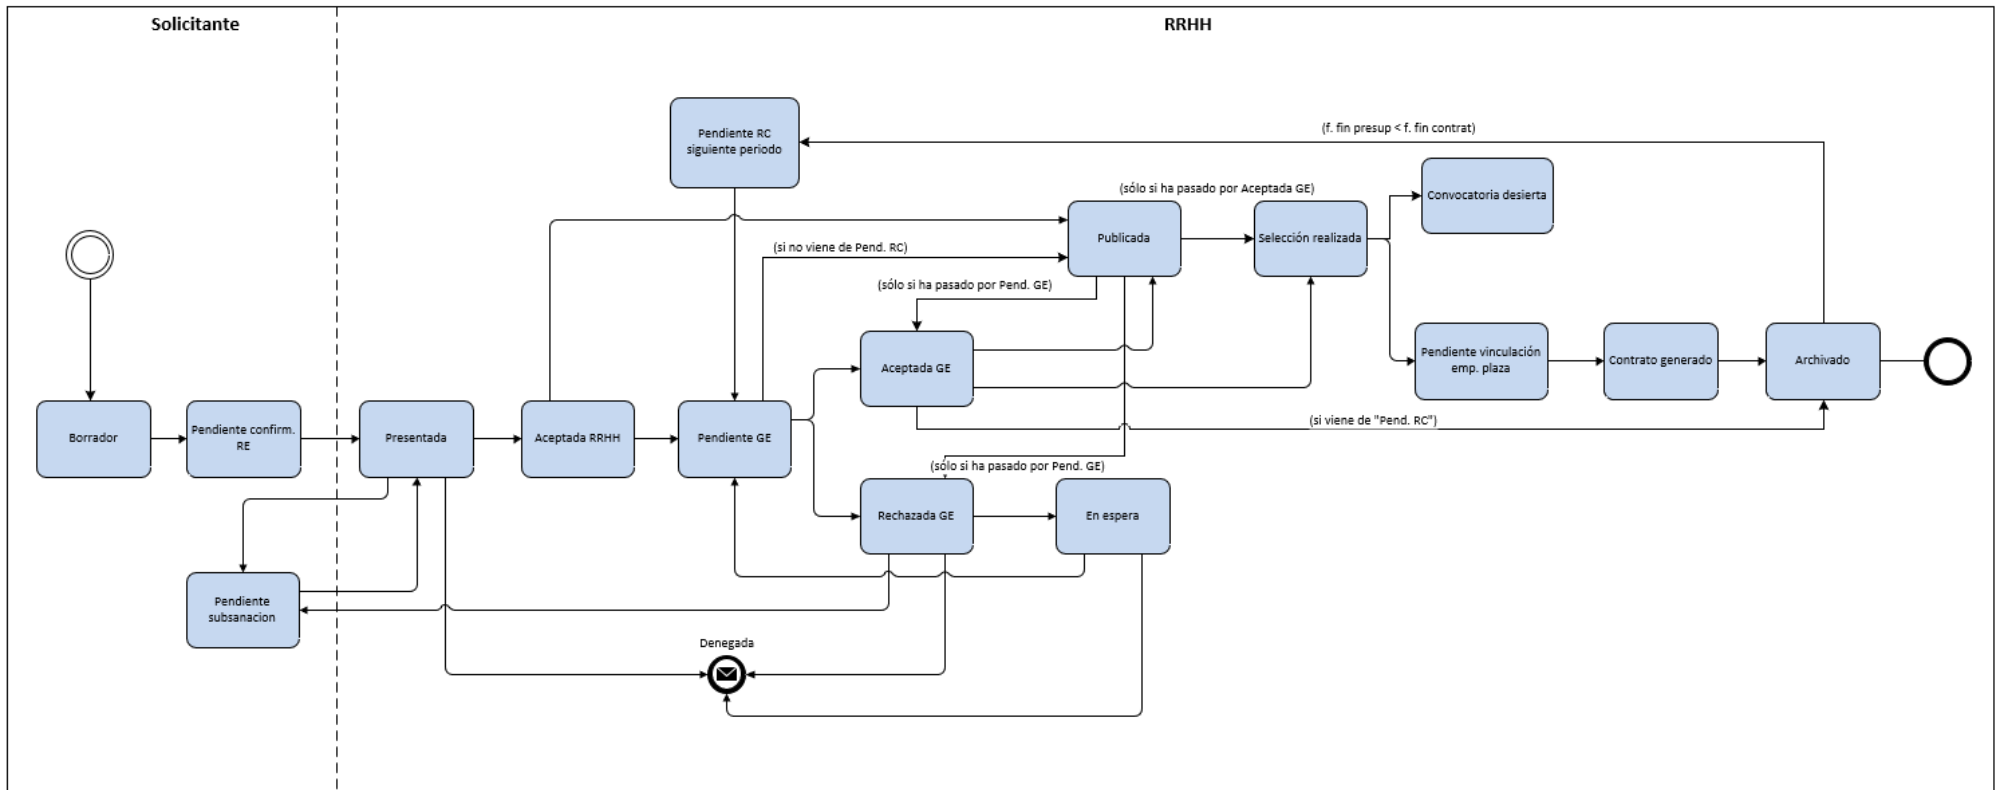 Solicitante
RRHH
Pendiente RC
siguiente periodo
(f. fin presup < f. fin contrat)
(sólo si ha pasado por Aceptada GE)
Convocatoria desierta
Publicada
Selección realizada
(si no viene de Pend. RC)
(sólo si ha pasado por Pend. GE)
Aceptada GE
Pendiente vinculación
emp. plaza
Contrato generado
Archivado
(si viene de "Pend. RC")
Borrador
Pendiente confirm.
RE
Presentada
Aceptada RRHH
Pendiente GE
(sólo si ha pasado por Pend. GE)
Rechazada GE
En espera
Pendiente
subsanacion
Denegada